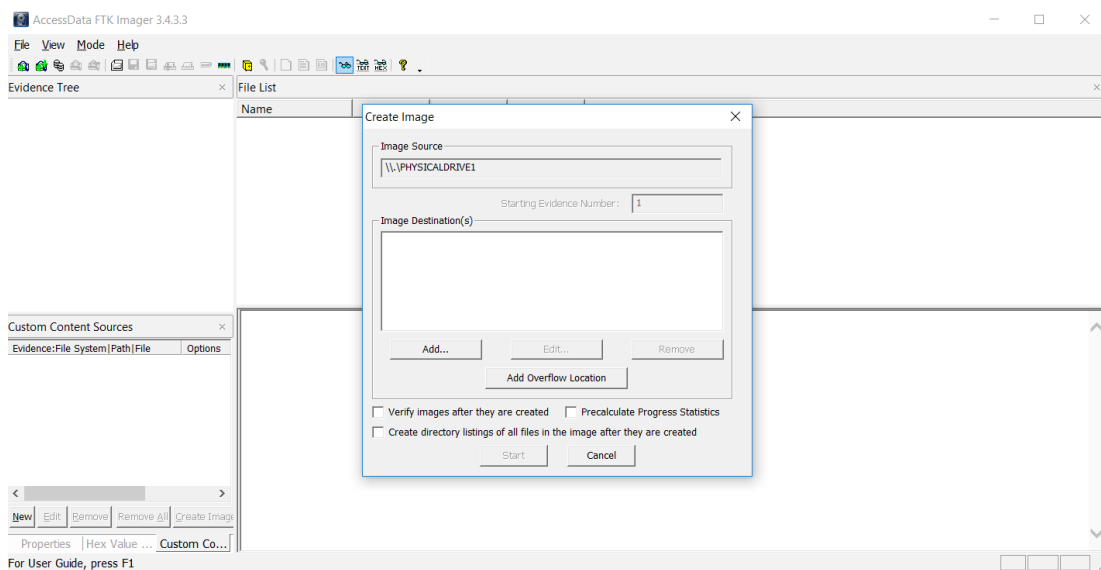 AccessData FTK Imager 3.4.3.3
File View Mode Help
Evidence Tree
File List
Name
Create Image
Image Source
\\.\PHYSICALDRIVE1
Starting Evidence Number: 1
Image Destination(s)
Add... Edit... Remove
Add Overflow Location
Verify images after they are created Precalculate Progress Statistics
Create directory listings of all files in the image after they are created
Start Cancel
Custom Content Sources
Evidence:File System|Path|File Options
New Edit Remove Remove All Create Image
Properties Hex Value ... Custom Co...
For User Guide, press F1